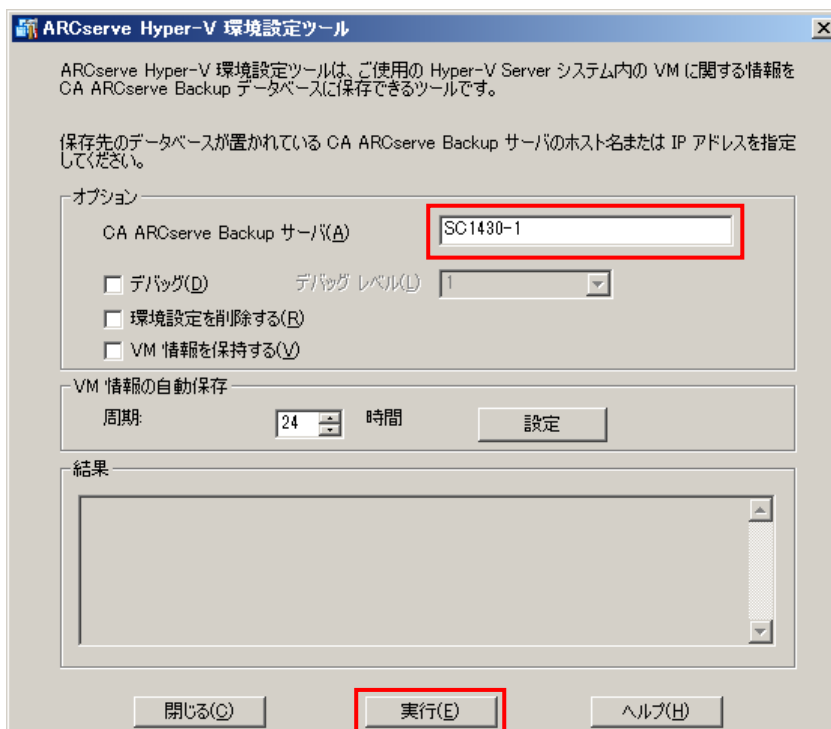 ARCserve Hyper-V 環境設定ツール
ARCserve Hyper-V 環境設定ツールは、ご使用の Hyper-V Server システム内の VM に関する情報を
CA ARCserve Backup データベースに保存できるツールです。
保存先のデータベースが置かれている CA ARCserve Backup サーバのホスト名または IP アドレスを指定
してください。
オプション
CA ARCserve Backup サーバ(A) SC1430-1
デバッグ(D) デバッグ レベル(L) 1
環境設定を削除する(R)
VM 情報を保持する(V)
VM 情報の自動保存
周期: 24 時間 設定
結果
閉じる(C) 実行(E) ヘルプ(H)